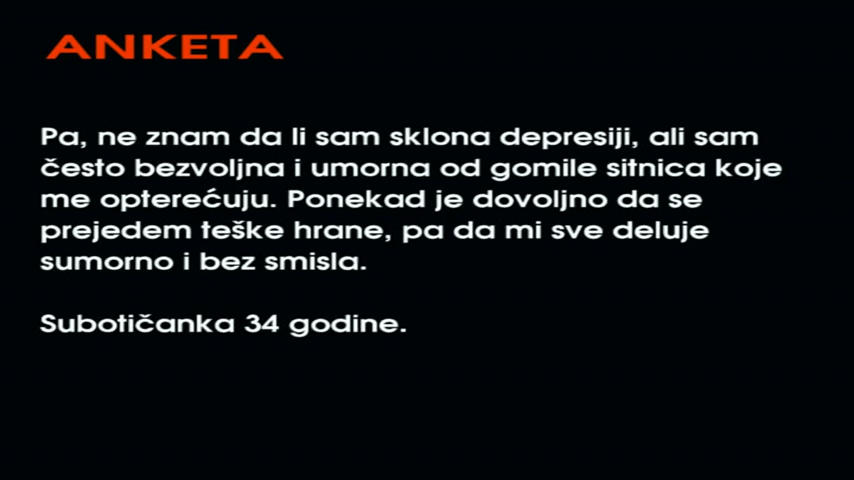 ANKETA
Pa, ne znam da li sam sklona depresiji, ali sam
često bezvoljna i umorna od gomile sitnica koje
me opterećuju. Ponekad je dovoljno da se
prejedem teške hrane, pa da mi sve deluje
sumorno i bez smisla.
Subotičanka 34 godine.